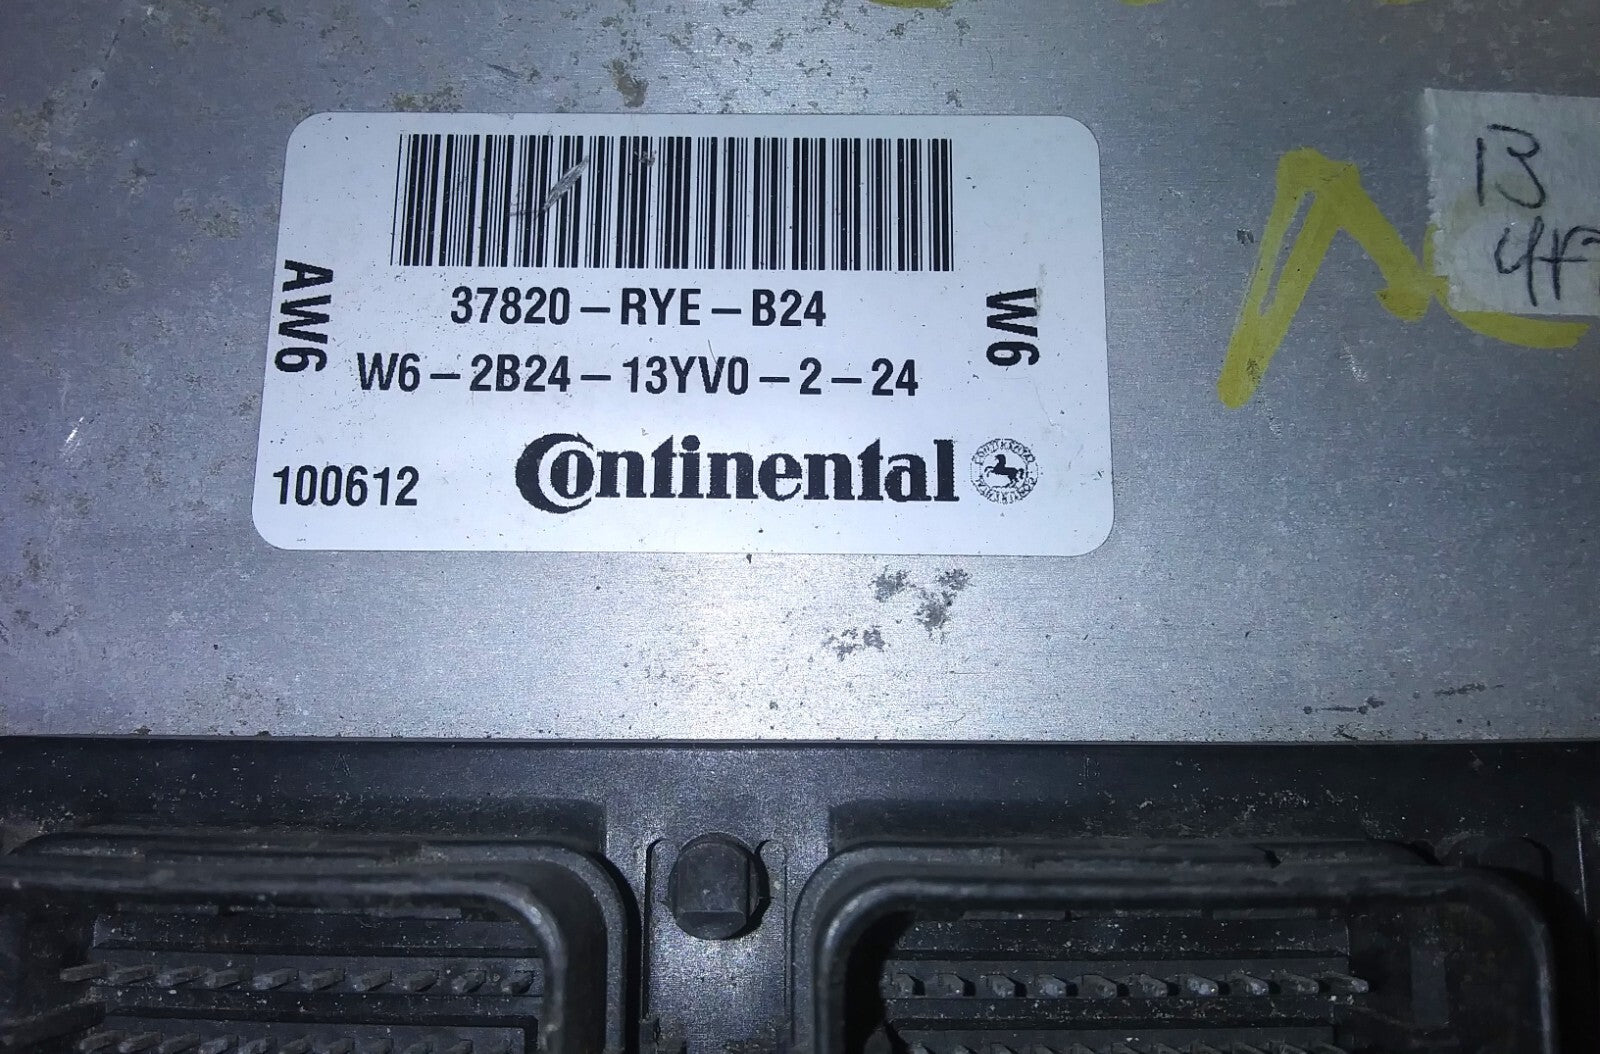 37820-RYE-B24
AW6
W6
W6-2B24-13YV0-2-24
100612
Continental
13